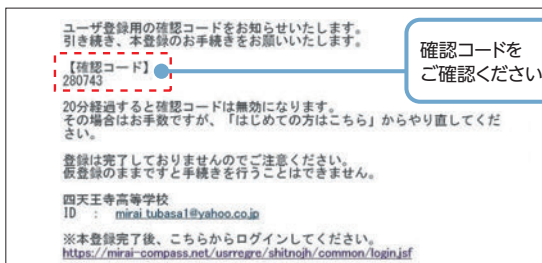 ユーザ登録用の確認コードをお知らせいたします。
引き続き、本登録のお手続きをお願いいたします。
【確認コード】
280743
確認コードを
ご確認ください
20分経過すると確認コードは無効になります。
その場合はお手数ですが、「はじめての方はこちら」からやり直してくだ
さい。
登録は完了しておりませんのでご注意ください。
仮登録のままですと手続きを行うことはできません。
四天王寺高等学校
ID : mirai_tubasa1@yahoo.co.jp
※本登録完了後、こちらからログインしてください。
https://mirai-compass.net/usrregre/shitnojh/common/login.jsf